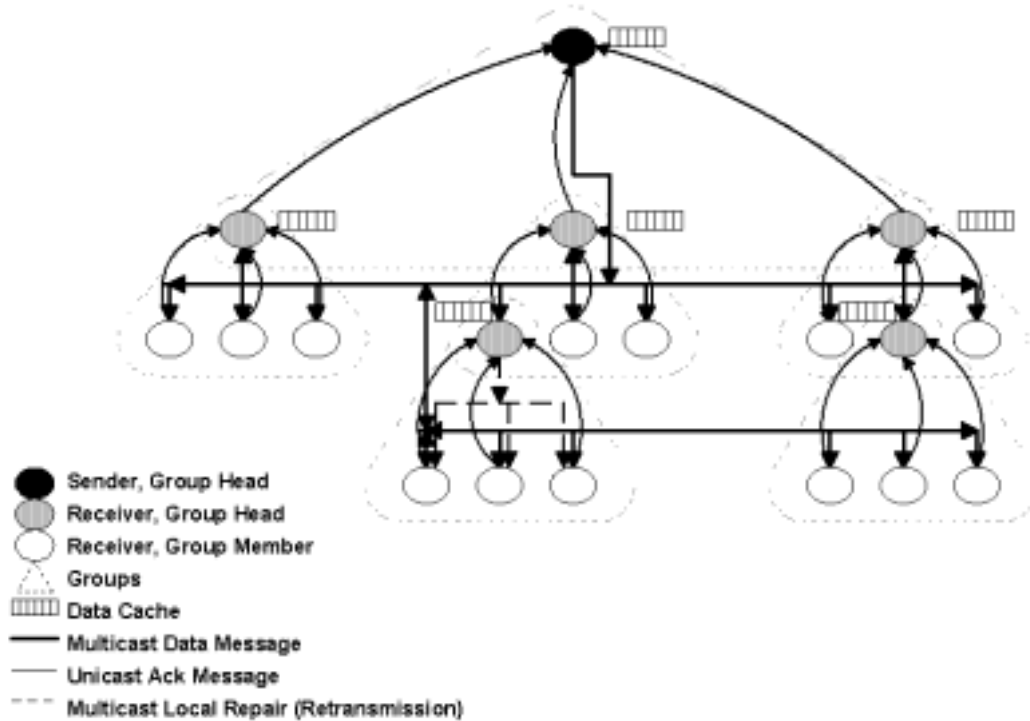 Sender, Group Head
Receiver, Group Head
Receiver, Group Member
Groups
Data Cache
Multicast Data Message
Unicast Ack Message
Multicast Local Repair (Retransmission)